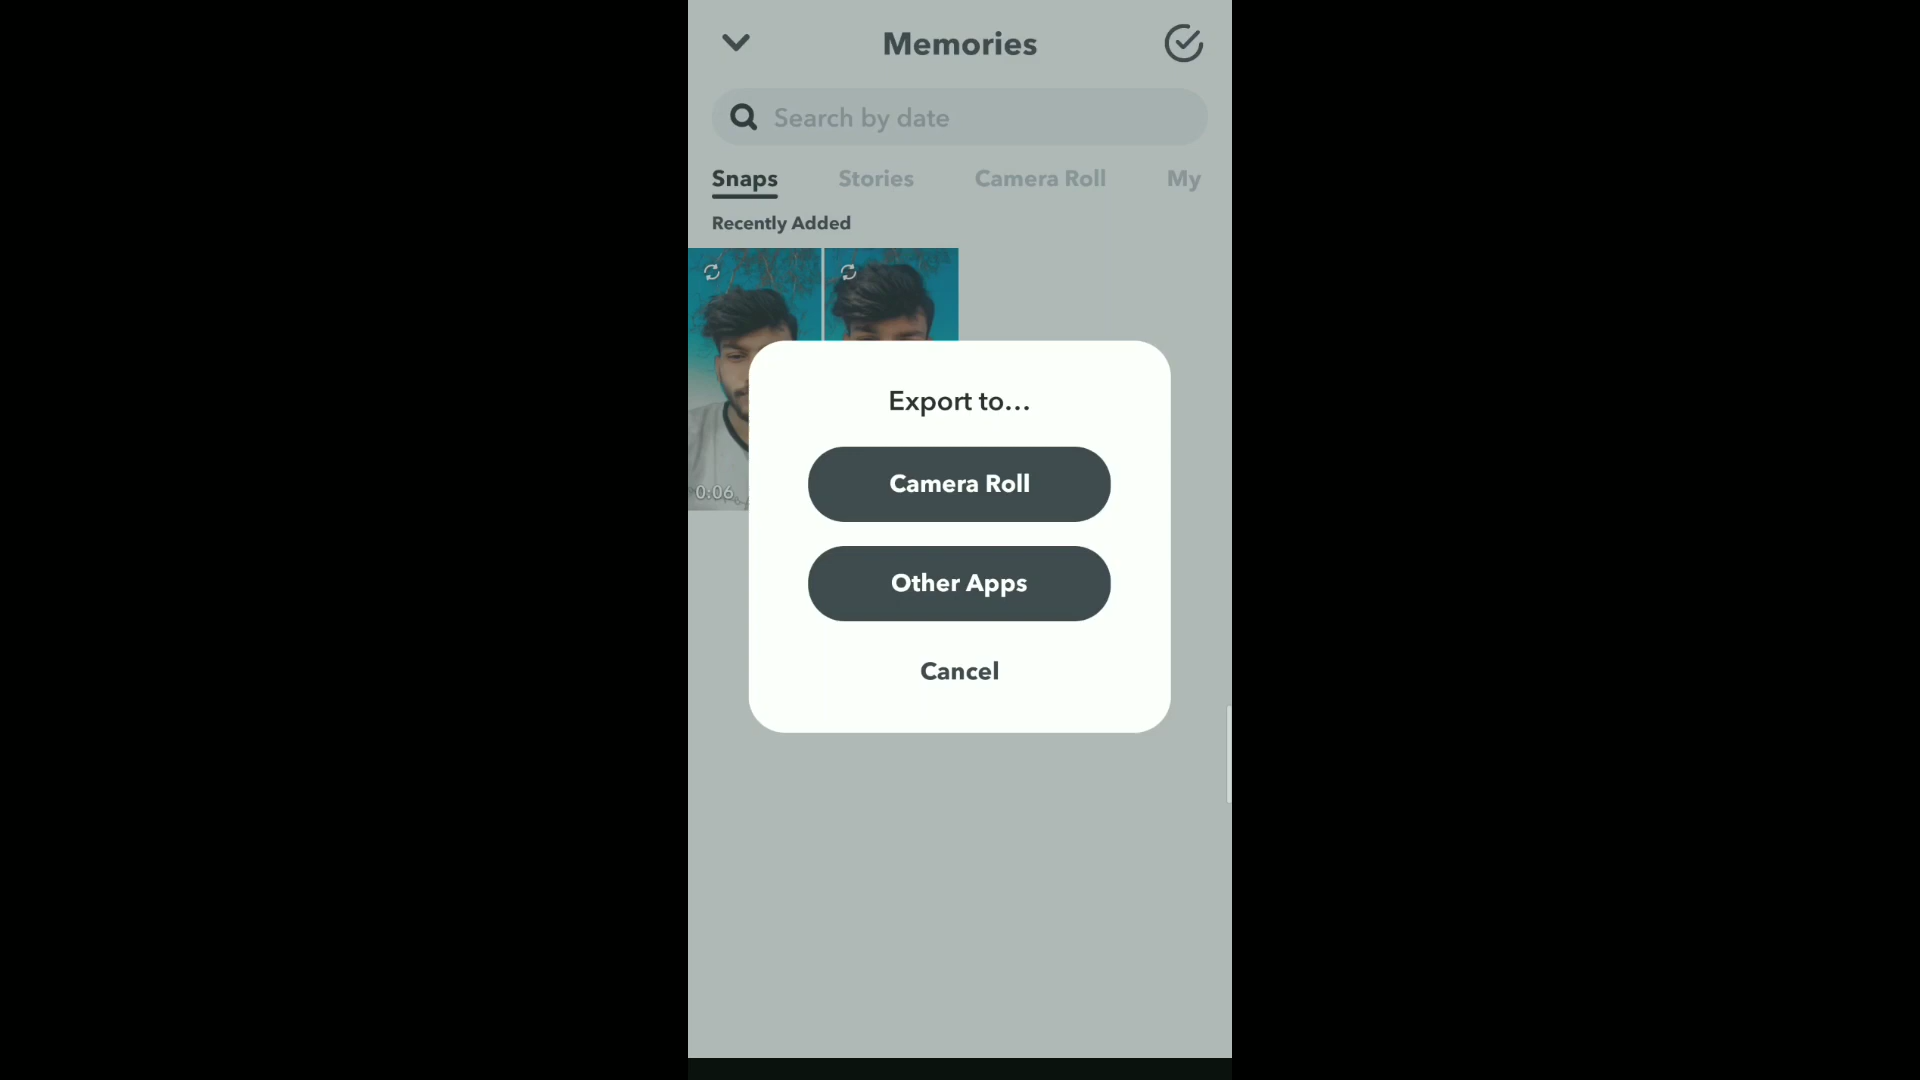 Memories
Search by date
Snaps Stories Camera Roll My
Recently Added
0:06
Export to...
Camera Roll
Other Apps
Cancel